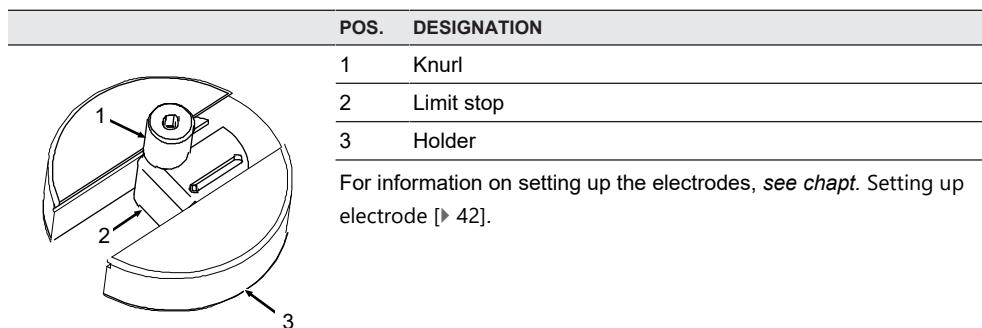 POS. DESIGNATION
1 Knurl
2 Limit stop
3 Holder
For information on setting up the electrodes, see chapt. Setting up
electrode [▶ 42].
1
2
3